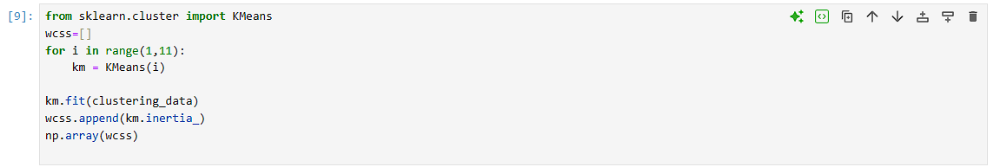 [9]: from sklearn.cluster import KMeans
wcss=[]
for i in range(1,11):
    km = KMeans(i)

km.fit(clustering_data)
wcss.append(km.inertia_)
np.array(wcss)